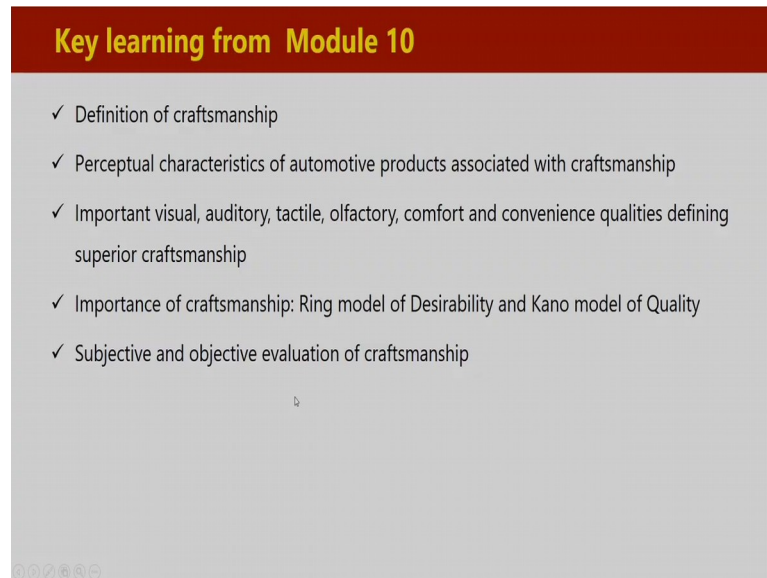 Key learning from Module 10
✓ Definition of craftsmanship
✓ Perceptual characteristics of automotive products associated with craftsmanship
✓ Important visual, auditory, tactile, olfactory, comfort and convenience qualities defining
superior craftsmanship
✓ Importance of craftsmanship: Ring model of Desirability and Kano model of Quality
✓ Subjective and objective evaluation of craftsmanship